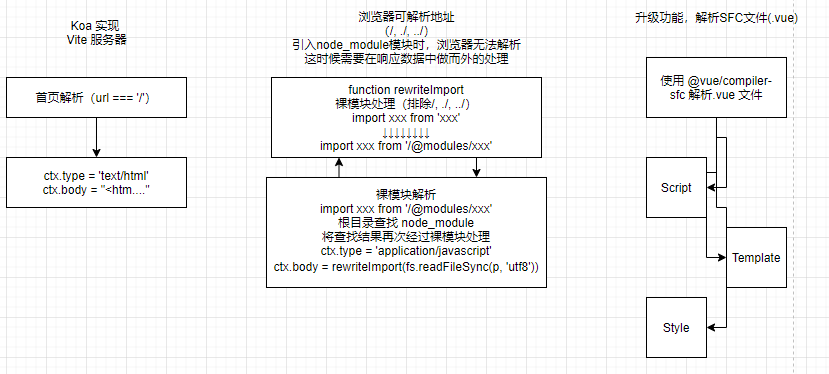 Koa 实现
Vite 服务器
首页解析（url === '/'）
ctx.type = 'text/html'
ctx.body = "<htm...."
浏览器可解析地址
（/, ./, ../）
引入node_module模块时，浏览器无法解析
这时候需要在响应数据中做而外的处理
function rewriteImport
裸模块处理（排除/, ./, ../）
import xxx from 'xxx'
↓↓↓↓↓↓↓↓
import xxx from '/@modules/xxx'
裸模块解析
import xxx from '/@modules/xxx'
根目录查找 node_module
将查找结果再次经过裸模块处理
ctx.type = 'application/javascript'
ctx.body = rewriteImport(fs.readFileSync(p, 'utf8'))
升级功能，解析SFC文件(.vue)
使用 @vue/compiler-
sfc 解析.vue 文件
Script
Template
Style